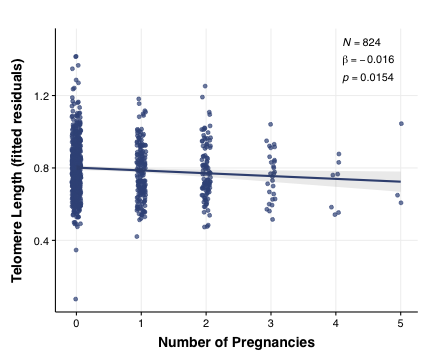 N = 824
β = −0.016
p = 0.0154
Telomere Length (fitted residuals)
1.2
0.8
0.4
0 1 2 3 4 5
Number of Pregnancies